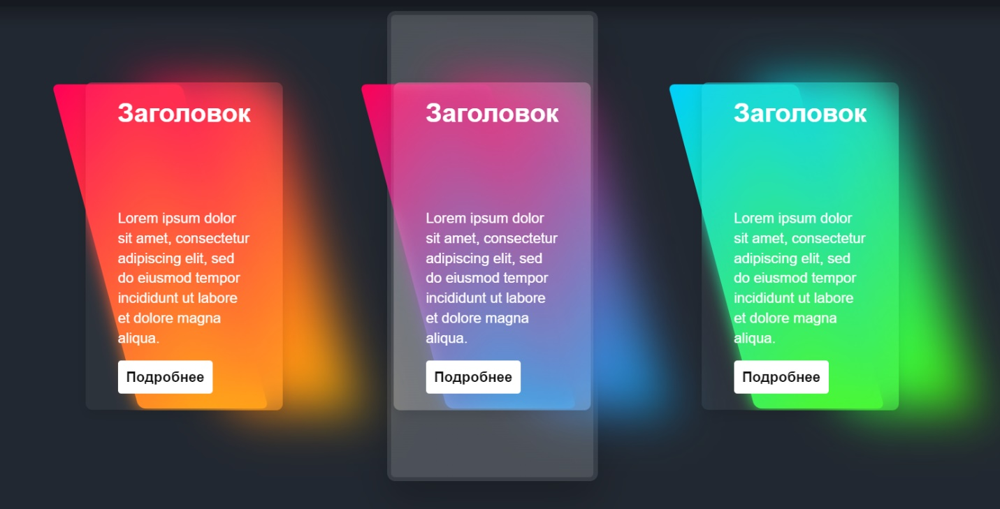 Заголовок
Lorem ipsum dolor
sit amet, consectetur
adipiscing elit, sed
do eiusmod tempor
incididunt ut labore
et dolore magna
aliqua.
Подробнее
Заголовок
Lorem ipsum dolor
sit amet, consectetur
adipiscing elit, sed
do eiusmod tempor
incididunt ut labore
et dolore magna
aliqua.
Подробнее
Заголовок
Lorem ipsum dolor
sit amet, consectetur
adipiscing elit, sed
do eiusmod tempor
incididunt ut labore
et dolore magna
aliqua.
Подробнее